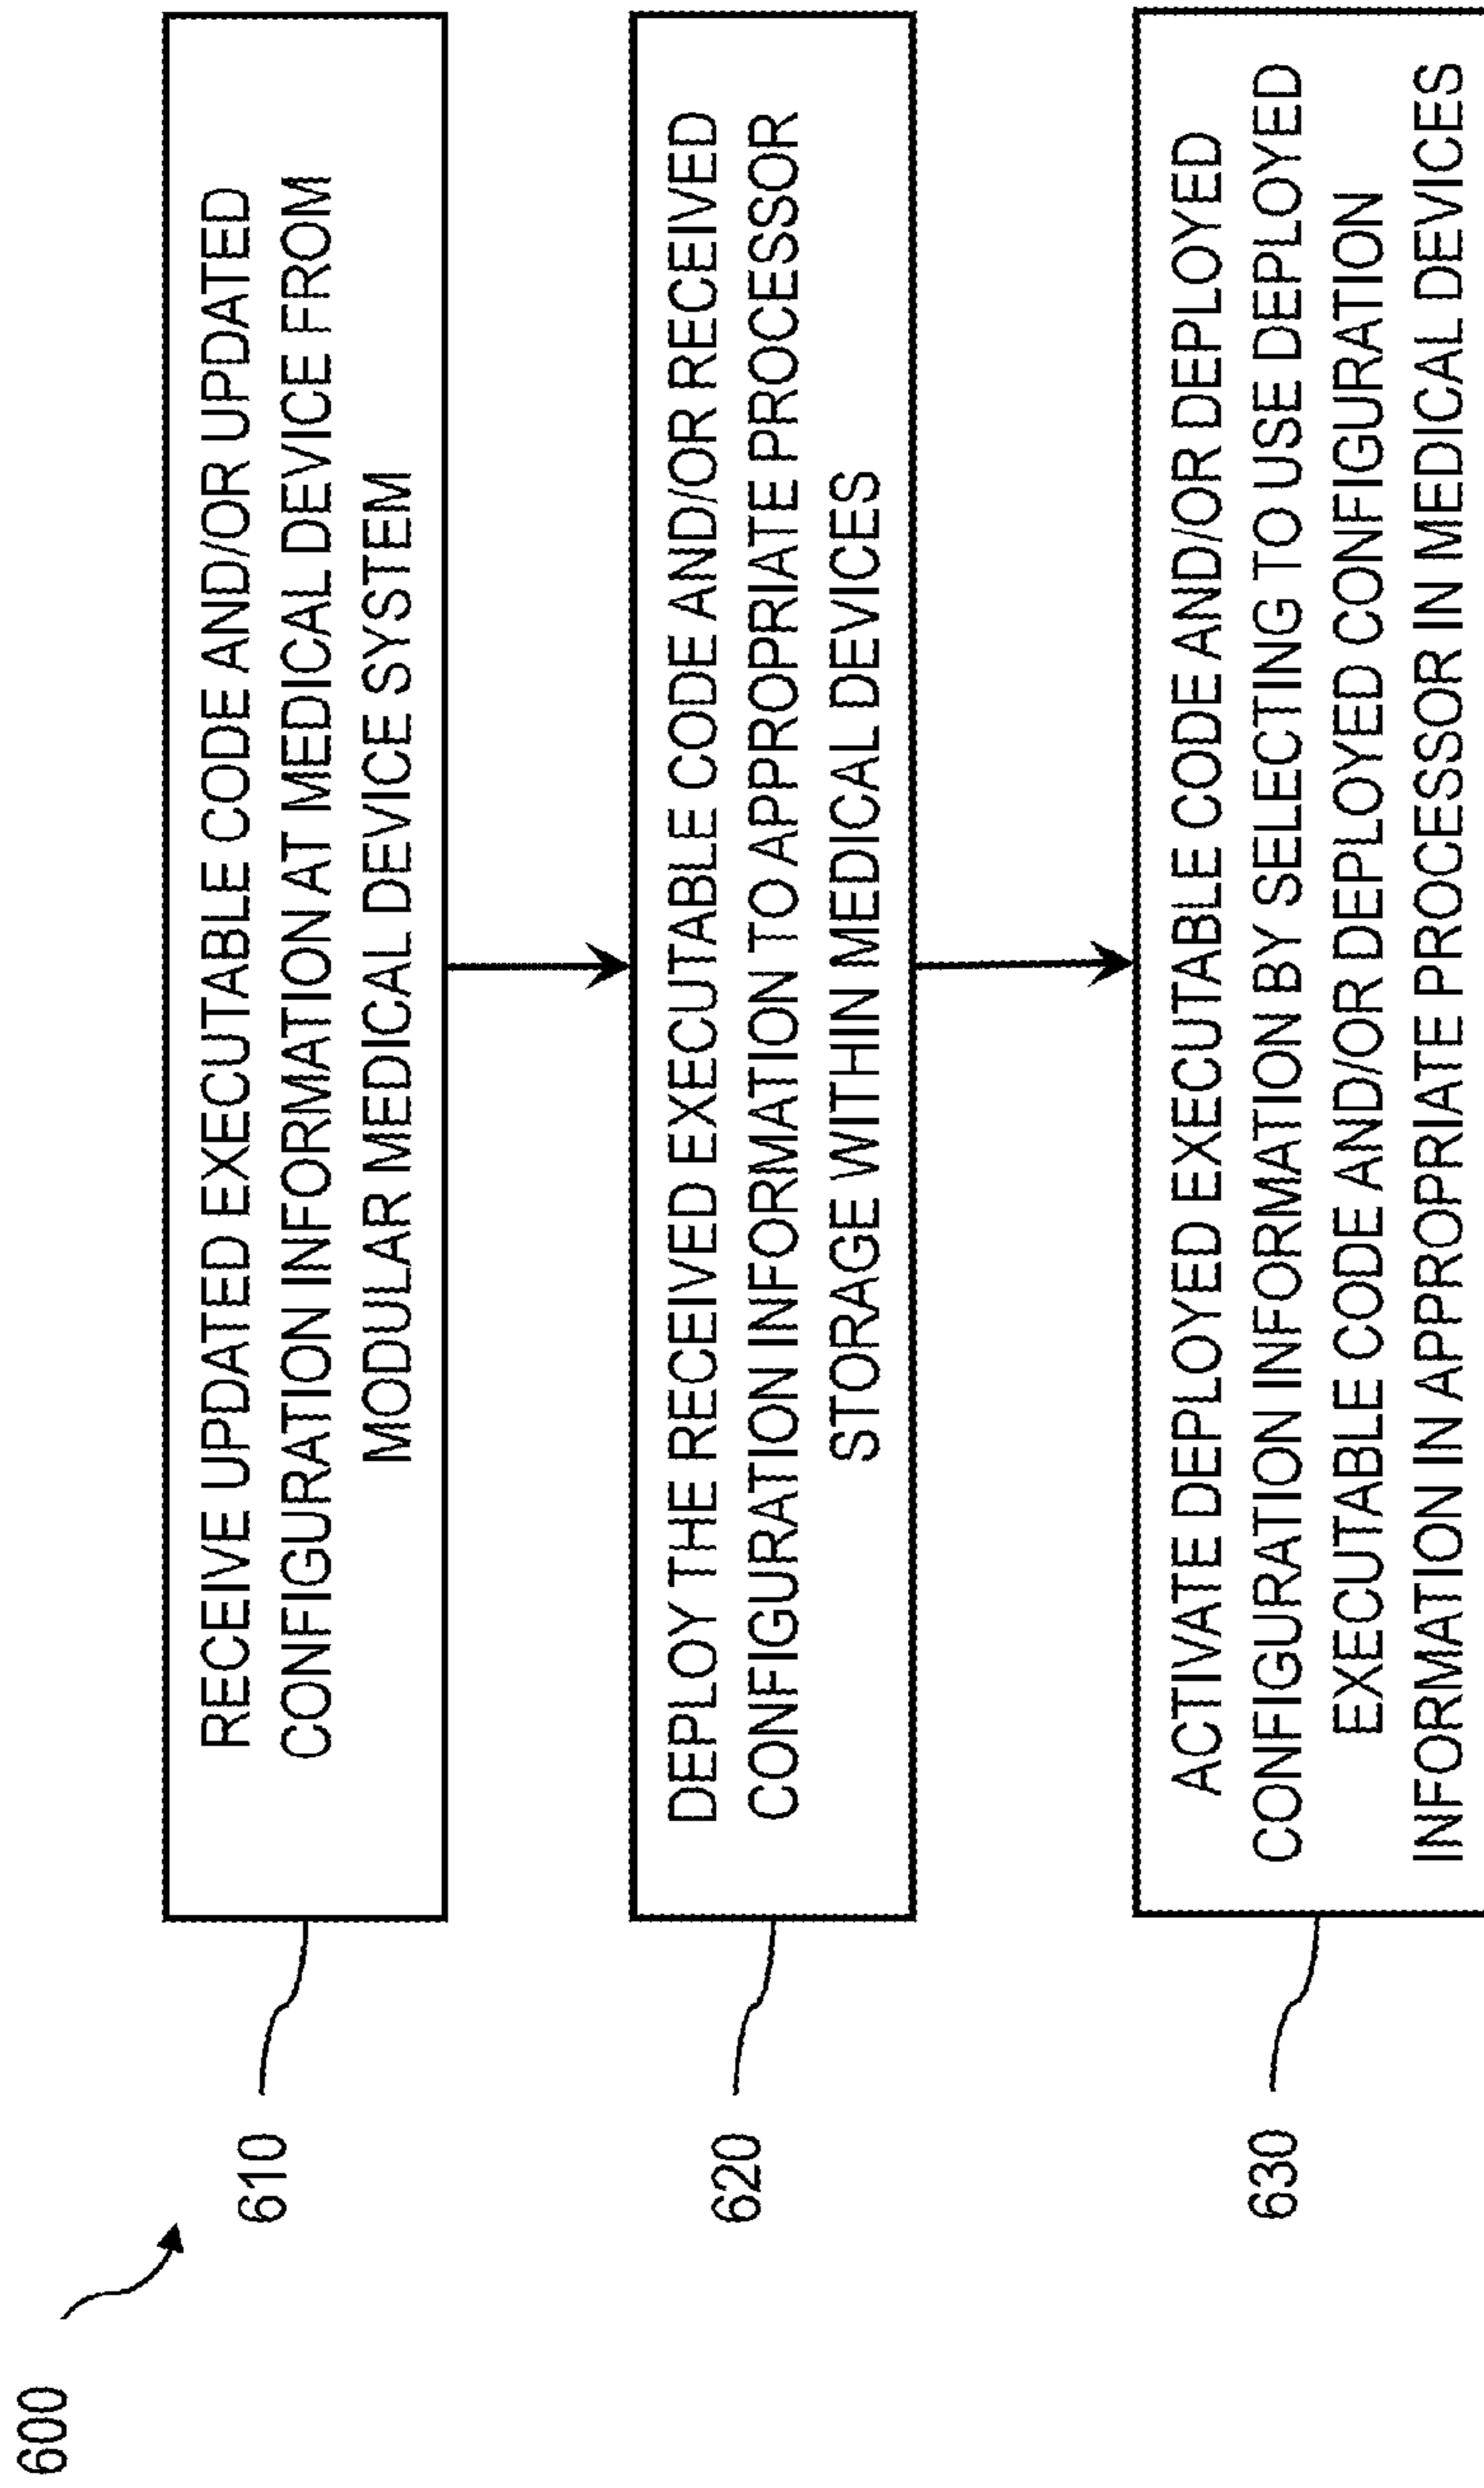 600
610
RECEIVE UPDATED EXECUTABLE CODE AND/OR UPDATED
CONFIGURATION INFORMATION AT MEDICAL DEVICE FROM
MODULAR MEDICAL DEVICE SYSTEM
620
DEPLOY THE RECEIVED EXECUTABLE CODE AND/OR RECEIVED
CONFIGURATION INFORMATION TO APPROPRIATE PROCESSOR
STORAGE WITHIN MEDICAL DEVICES
630
ACTIVATE DEPLOYED EXECUTABLE CODE AND/OR DEPLOYED
CONFIGURATION INFORMATION BY SELECTING TO USE DEPLOYED
EXECUTABLE CODE AND/OR DEPLOYED CONFIGURATION
INFORMATION IN APPROPRIATE PROCESSOR IN MEDICAL DEVICES